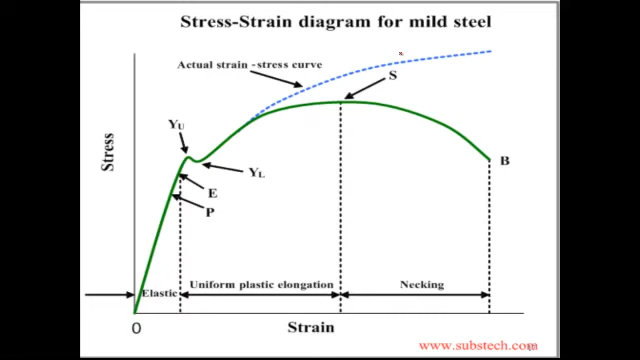 Stress-Strain diagram for mild steel
Actual strain - stress curve
S
YU
Stress
YL
B
E
P
Elastic
Uniform plastic elongation
Necking
0
Strain
www.substech.com